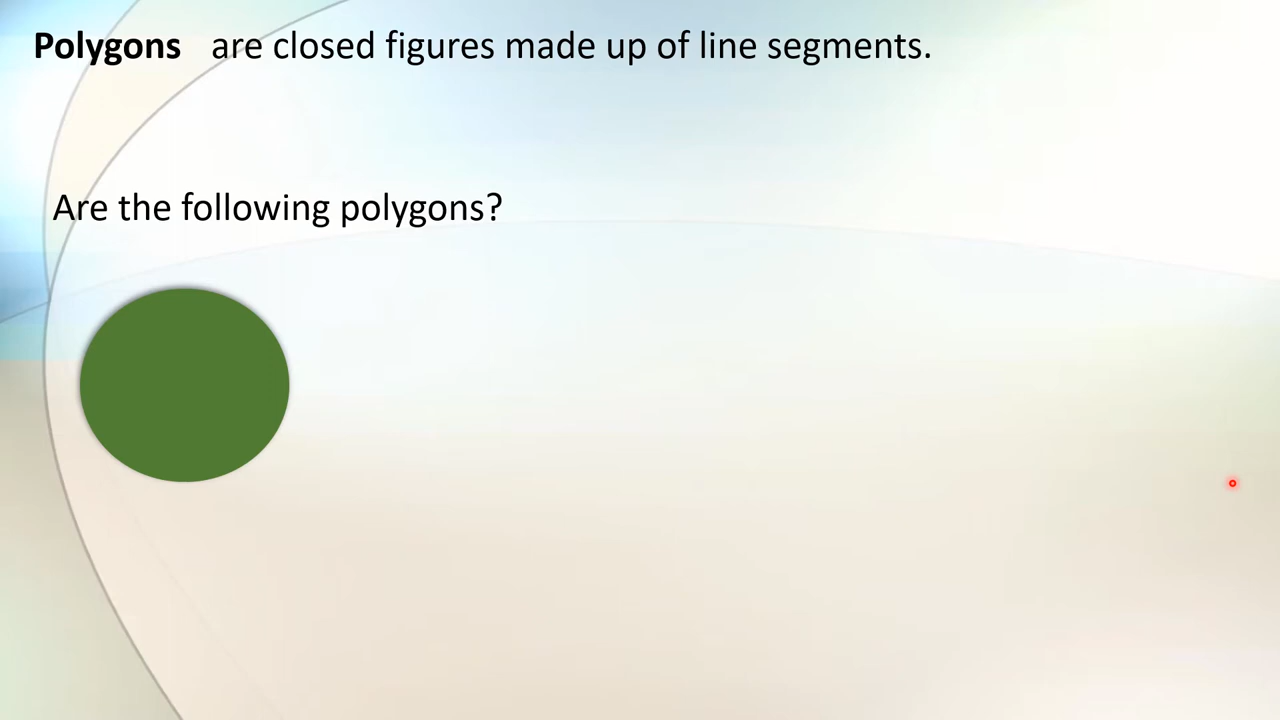 Polygons are closed figures made up of line segments.
Are the following polygons?